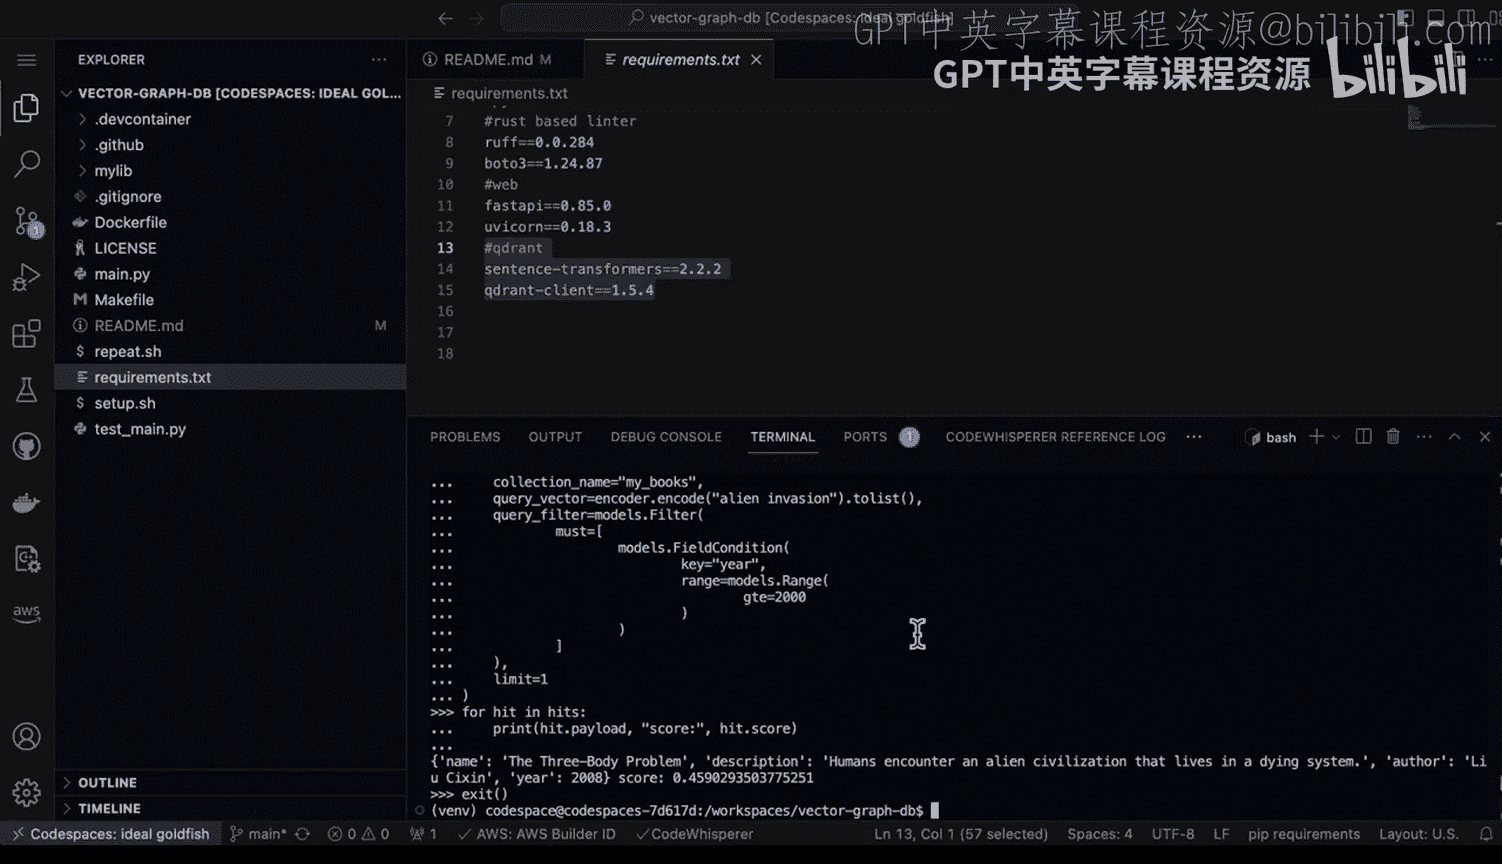 vector-graph-db [Codespaces: ideal goldfish]
GPT中英字幕课程资源@bilibili.com
GPT中英字幕课程资源 bilibili
EXPLORER
VECTOR-GRAPH-DB [CODESPACES: IDEAL GOL...
.devcontainer
.github
mylib
.gitignore
Dockerfile
LICENSE
main.py
Makefile
README.md M
repeat.sh
requirements.txt
setup.sh
test_main.py
OUTLINE
TIMELINE
1
aws
README.md M
requirements.txt
requirements.txt
7 #rust based linter
8 ruff==0.0.284
9 boto3==1.24.87
10 #web
11 fastapi==0.85.0
12 uvicorn==0.18.3
13 #qdrant
14 sentence-transformers==2.2.2
15 qdrant-client==1.5.4
16
17
18
PROBLEMS OUTPUT DEBUG CONSOLE TERMINAL PORTS 1 CODEWHISPERER REFERENCE LOG ... bash
... collection_name="my_books",
... query_vector=encoder.encode("alien invasion").tolist(),
... query_filter=models.Filter(
... must=[
... models.FieldCondition(
... key="year",
... range=models.Range(
... gte=2000
... )
... )
... ]
... ),
... limit=1
... )
>>> for hit in hits:
... print(hit.payload, "score:", hit.score)
...
{'name': 'The Three-Body Problem', 'description': 'Humans encounter an alien civilization that lives in a dying system.', 'author': 'Li
u Cixin', 'year': 2008} score: 0.4590293503775251
>>> exit()
(venv) codespace@codespaces-7d617d:/workspaces/vector-graph-db$
Codespaces: ideal goldfish main* 0 0 1 AWS: AWS Builder ID CodeWhisperer Ln 13, Col 1 (57 selected) Spaces: 4 UTF-8 LF pip requirements Layout: U.S.